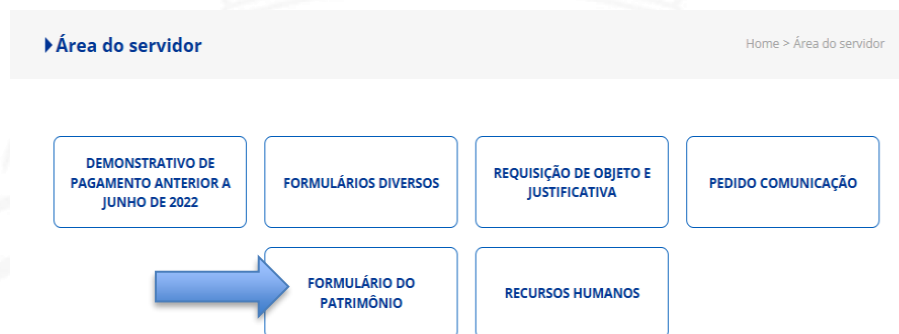 Área do servidor
Home > Área do servidor
DEMONSTRATIVO DE
PAGAMENTO ANTERIOR A
JUNHO DE 2022
FORMULÁRIOS DIVERSOS
REQUISIÇÃO DE OBJETO E
JUSTIFICATIVA
PEDIDO COMUNICAÇÃO
FORMULÁRIO DO
PATRIMÔNIO
RECURSOS HUMANOS